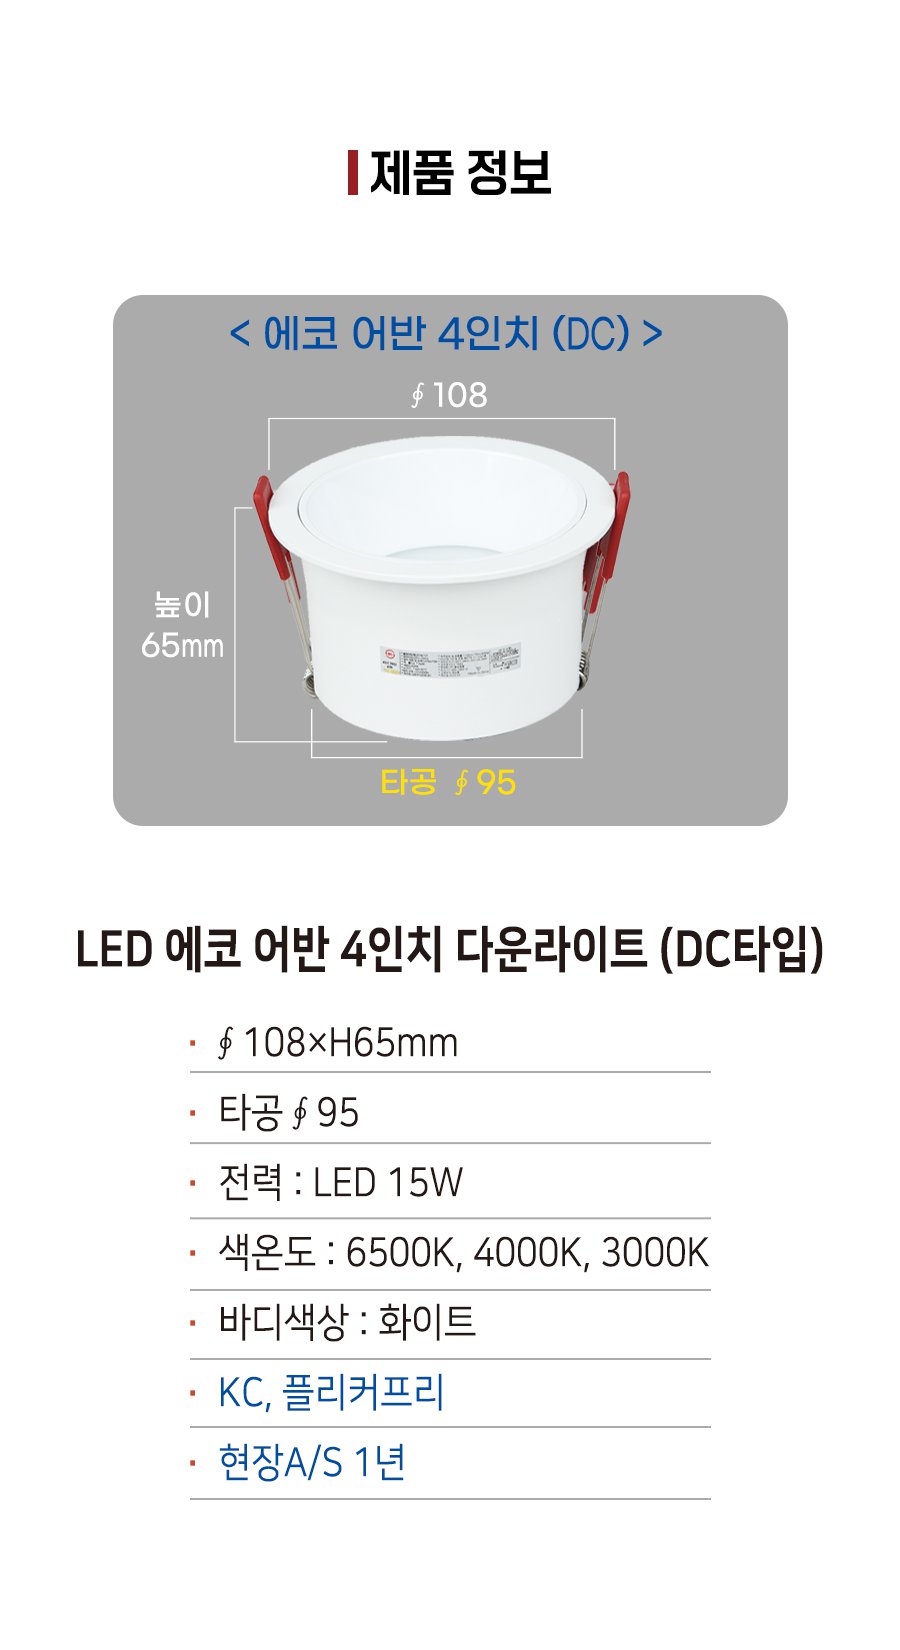 제품 정보
< 에코 어반 4인치 (DC) >
∮ 108
높이
65mm
타공 ∮ 95
LED 에코 어반 4인치 다운라이트 (DC타입)
· ∮ 108×H65mm
· 타공 ∮ 95
· 전력 : LED 15W
· 색온도 : 6500K, 4000K, 3000K
· 바디색상 : 화이트
· KC, 플리커프리
· 현장A/S 1년